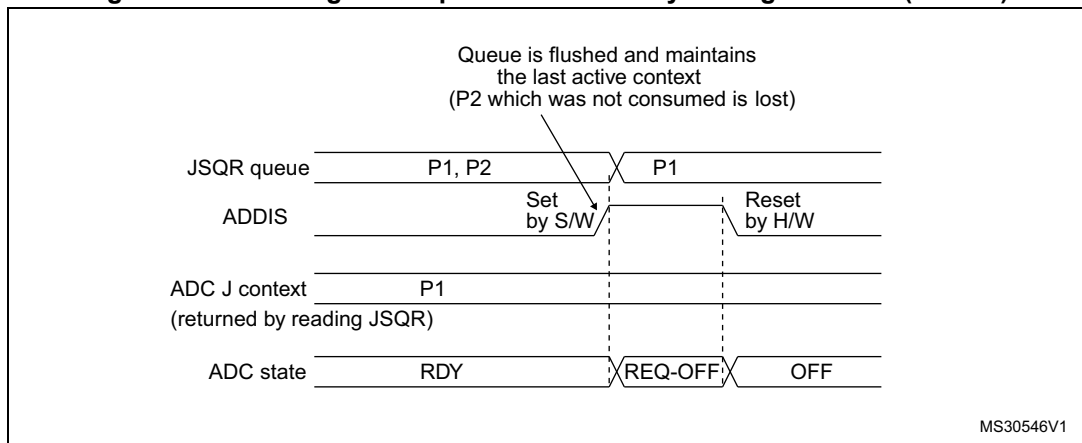 Queue is flushed and maintains
the last active context
(P2 which was not consumed is lost)
JSQR queue P1, P2 P1
ADDIS Set by S/W Reset by H/W
ADC J context P1
(returned by reading JSQR)
ADC state RDY REQ-OFF OFF
MS30546V1